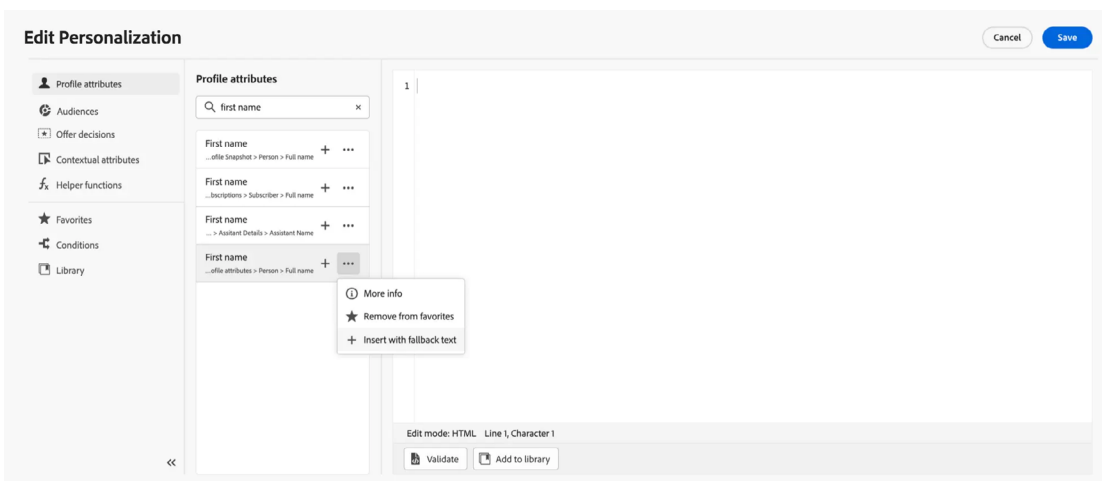 Edit Personalization
Cancel
Save
Profile attributes
Audiences
Offer decisions
Contextual attributes
fx Helper functions
Favorites
Conditions
Library
Profile attributes
first name
First name
...ofile Snapshot > Person > Full name
First name
...bscriptions > Subscriber > Full name
First name
... > Assitant Details > Assistant Name
First name
...ofile attributes > Person > Full name
More info
Remove from favorites
Insert with fallback text
1
Edit mode: HTML Line 1, Character 1
Validate
Add to library